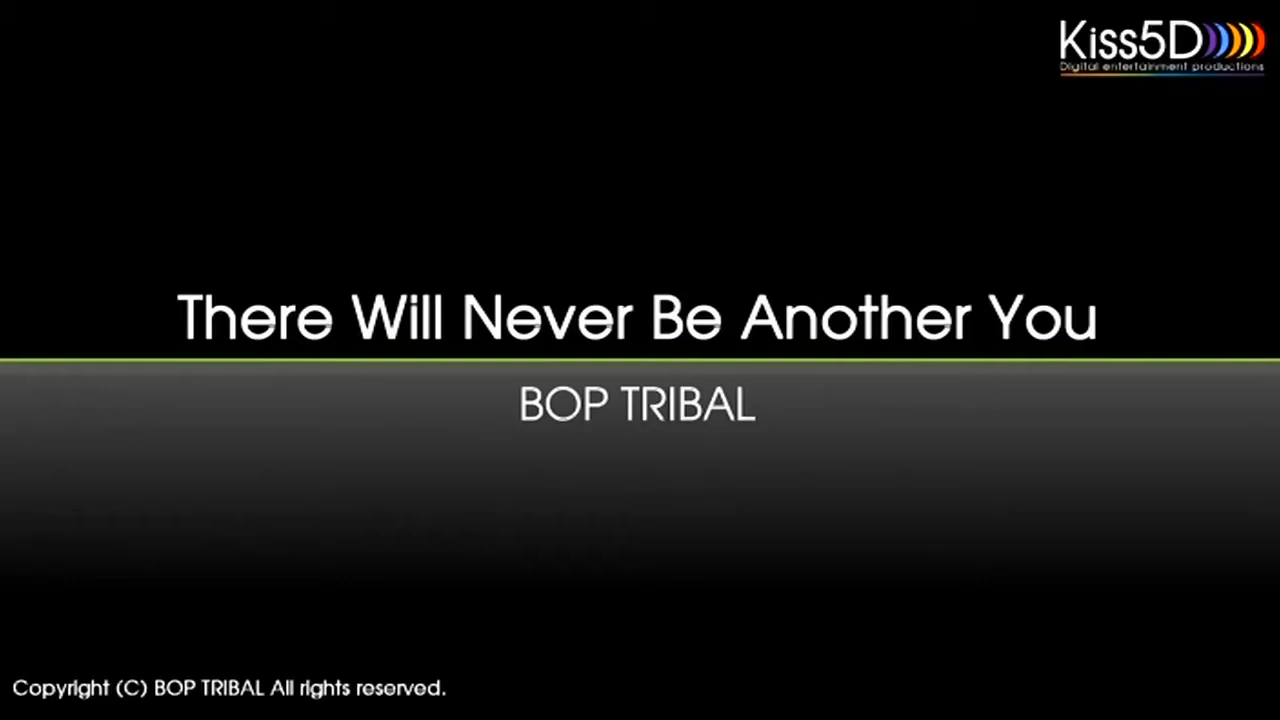 Kiss5D
Digital entertainment productions
There Will Never Be Another You
BOP TRIBAL
Copyright (C) BOP TRIBAL All rights reserved.